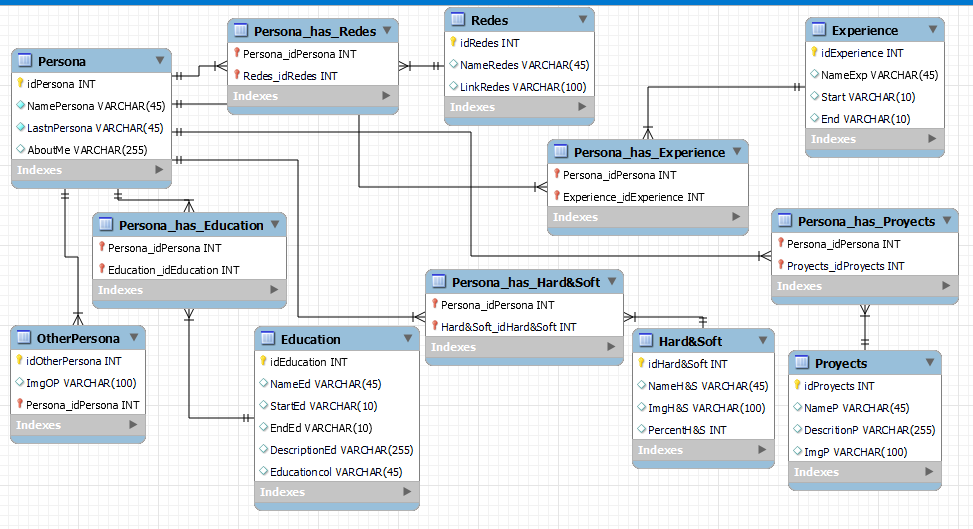 Persona
idPersona INT
NamePersona VARCHAR(45)
LastnPersona VARCHAR(45)
AboutMe VARCHAR(255)
Indexes
Persona_has_Redes
Persona_idPersona INT
Redes_idRedes INT
Indexes
Redes
idRedes INT
NameRedes VARCHAR(45)
LinkRedes VARCHAR(100)
Indexes
Experience
idExperience INT
NameExp VARCHAR(45)
Start VARCHAR(10)
End VARCHAR(10)
Indexes
Persona_has_Experience
Persona_idPersona INT
Experience_idExperience INT
Indexes
Persona_has_Education
Persona_idPersona INT
Education_idEducation INT
Indexes
Persona_has_Proyects
Persona_idPersona INT
Proyects_idProyects INT
Indexes
Persona_has_Hard&Soft
Persona_idPersona INT
Hard&Soft_idHard&Soft INT
Indexes
OtherPersona
idOtherPersona INT
ImgOP VARCHAR(100)
Persona_idPersona INT
Indexes
Education
idEducation INT
NameEd VARCHAR(45)
StartEd VARCHAR(10)
EndEd VARCHAR(10)
DescriptionEd VARCHAR(255)
Educationcol VARCHAR(45)
Indexes
Hard&Soft
idHard&Soft INT
NameH&S VARCHAR(45)
ImgH&S VARCHAR(100)
PercentH&S INT
Indexes
Proyects
idProyects INT
NameP VARCHAR(45)
DescritionP VARCHAR(255)
ImgP VARCHAR(100)
Indexes